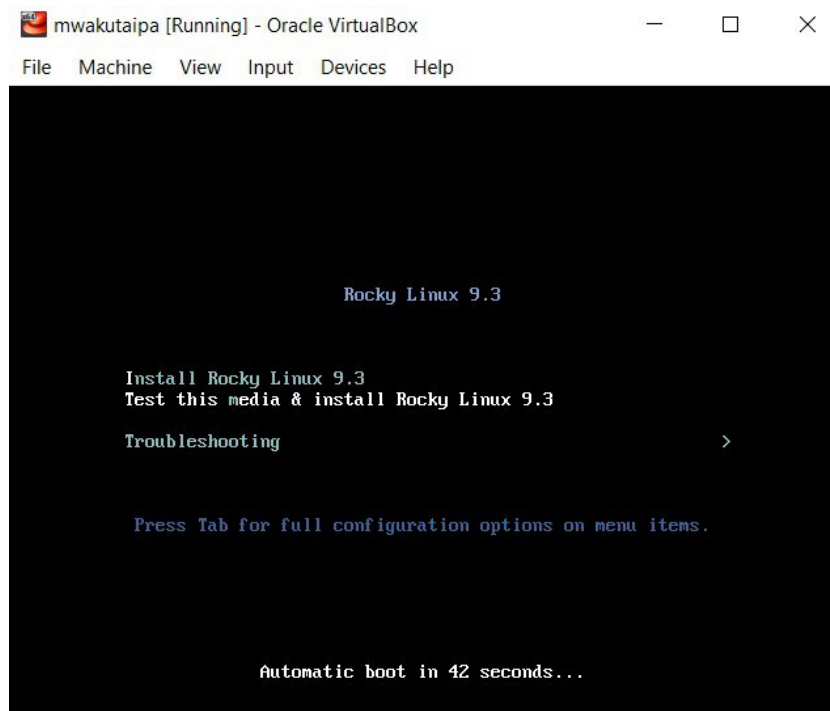 mwakutaipa [Running] - Oracle VirtualBox
File Machine View Input Devices Help
Rocky Linux 9.3
Install Rocky Linux 9.3
Test this media & install Rocky Linux 9.3
Troubleshooting >
Press Tab for full configuration options on menu items.
Automatic boot in 42 seconds...